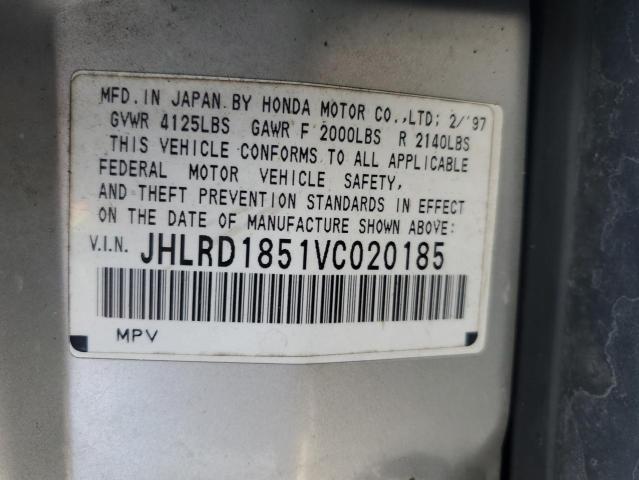 MFD. IN JAPAN BY HONDA MOTOR CO.,LTD; 2/'97
GVWR 4125LBS GAWR F 2000LBS R 2140LBS
THIS VEHICLE CONFORMS TO ALL APPLICABLE
FEDERAL MOTOR VEHICLE SAFETY,
AND THEFT PREVENTION STANDARDS IN EFFECT
ON THE DATE OF MANUFACTURE SHOWN ABOVE:
V.I.N. JHLRD1851VC020185
MPV